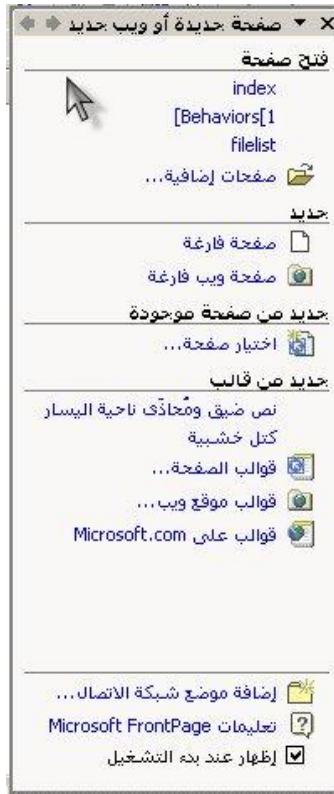 صفحة جديدة أو ويب جديد
فتح صفحة
index
[Behaviors[1
filelist
صفحات إضافية...
جديد
صفحة فارغة
صفحة ويب فارغة
جديد من صفحة موجودة
اختيار صفحة...
جديد من قالب
نص ضيق ومُحاذَى ناحية اليسار
كتل خشبية
قوالب الصفحة...
قوالب موقع ويب...
قوالب على Microsoft.com
إضافة موضع شبكة الاتصال...
تعليمات Microsoft FrontPage
إظهار عند بدء التشغيل